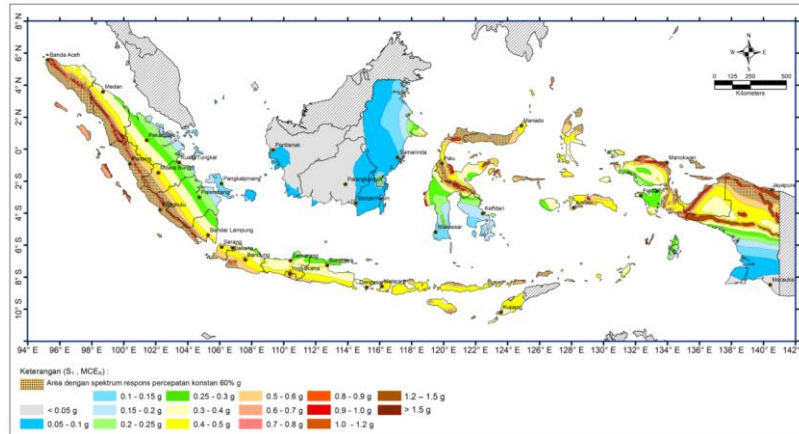 8° N
6° N
4° N
2° N
0°
2° S
4° S
6° S
8° S
10° S
Banda Aceh
Medan
Pekanbaru
Padang
Kuala Tungkal
Muara Bungo
Pangkalpinang
Palembang
Bengkulu
Bandar Lampung
Serang
Jakarta
Bandung
Semarang
Yogyakarta
Surabaya
Denpasar
Mataram
Kupang
Pontianak
Palangkaraya
Banjarmasin
Samarinda
Palu
Manado
Kendari
Makassar
Ambon
Manokwari
Fakfak
Jayapura
Merauke
N
W E
S
0 125 250 500
Kilometers
94° E 96° E 98° E 100° E 102° E 104° E 106° E 108° E 110° E 112° E 114° E 116° E 118° E 120° E 122° E 124° E 126° E 128° E 130° E 132° E 134° E 136° E 138° E 140° E
Keterangan (S₁ , MCEᵣ) :
Area dengan spektrum respons percepatan konstan 60% g
< 0.05 g
0.05 - 0.1 g
0.1 - 0.15 g
0.15 - 0.2 g
0.2 - 0.25 g
0.25 - 0.3 g
0.3 - 0.4 g
0.4 - 0.5 g
0.5 - 0.6 g
0.6 - 0.7 g
0.7 - 0.8 g
0.8 - 0.9 g
0.9 - 1.0 g
1.0 - 1.2 g
1.2 – 1.5 g
> 1.5 g